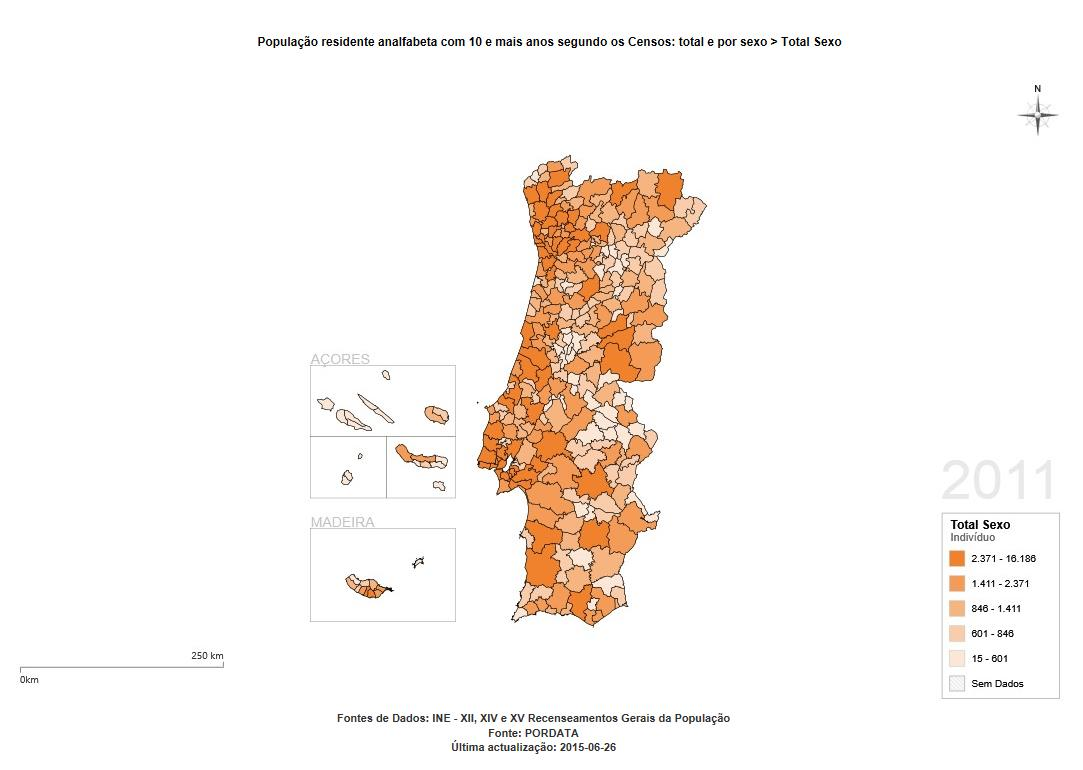 População residente analfabeta com 10 e mais anos segundo os Censos: total e por sexo > Total Sexo
N
AÇORES
MADEIRA
2011
Total Sexo
Indivíduo
2.371 - 16.186
1.411 - 2.371
846 - 1.411
601 - 846
15 - 601
Sem Dados
250 km
0km
Fontes de Dados: INE - XII, XIV e XV Recenseamentos Gerais da População
Fonte: PORDATA
Última actualização: 2015-06-26